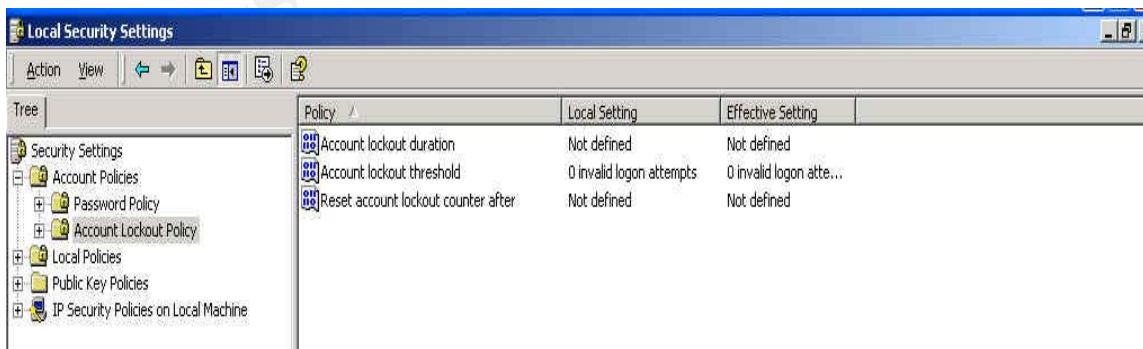 Local Security Settings
Action View
Tree
Policy Local Setting Effective Setting
Security Settings
Account Policies
Password Policy
Account Lockout Policy
Local Policies
Public Key Policies
IP Security Policies on Local Machine
Account lockout duration Not defined Not defined
Account lockout threshold 0 invalid logon attempts 0 invalid logon atte...
Reset account lockout counter after Not defined Not defined